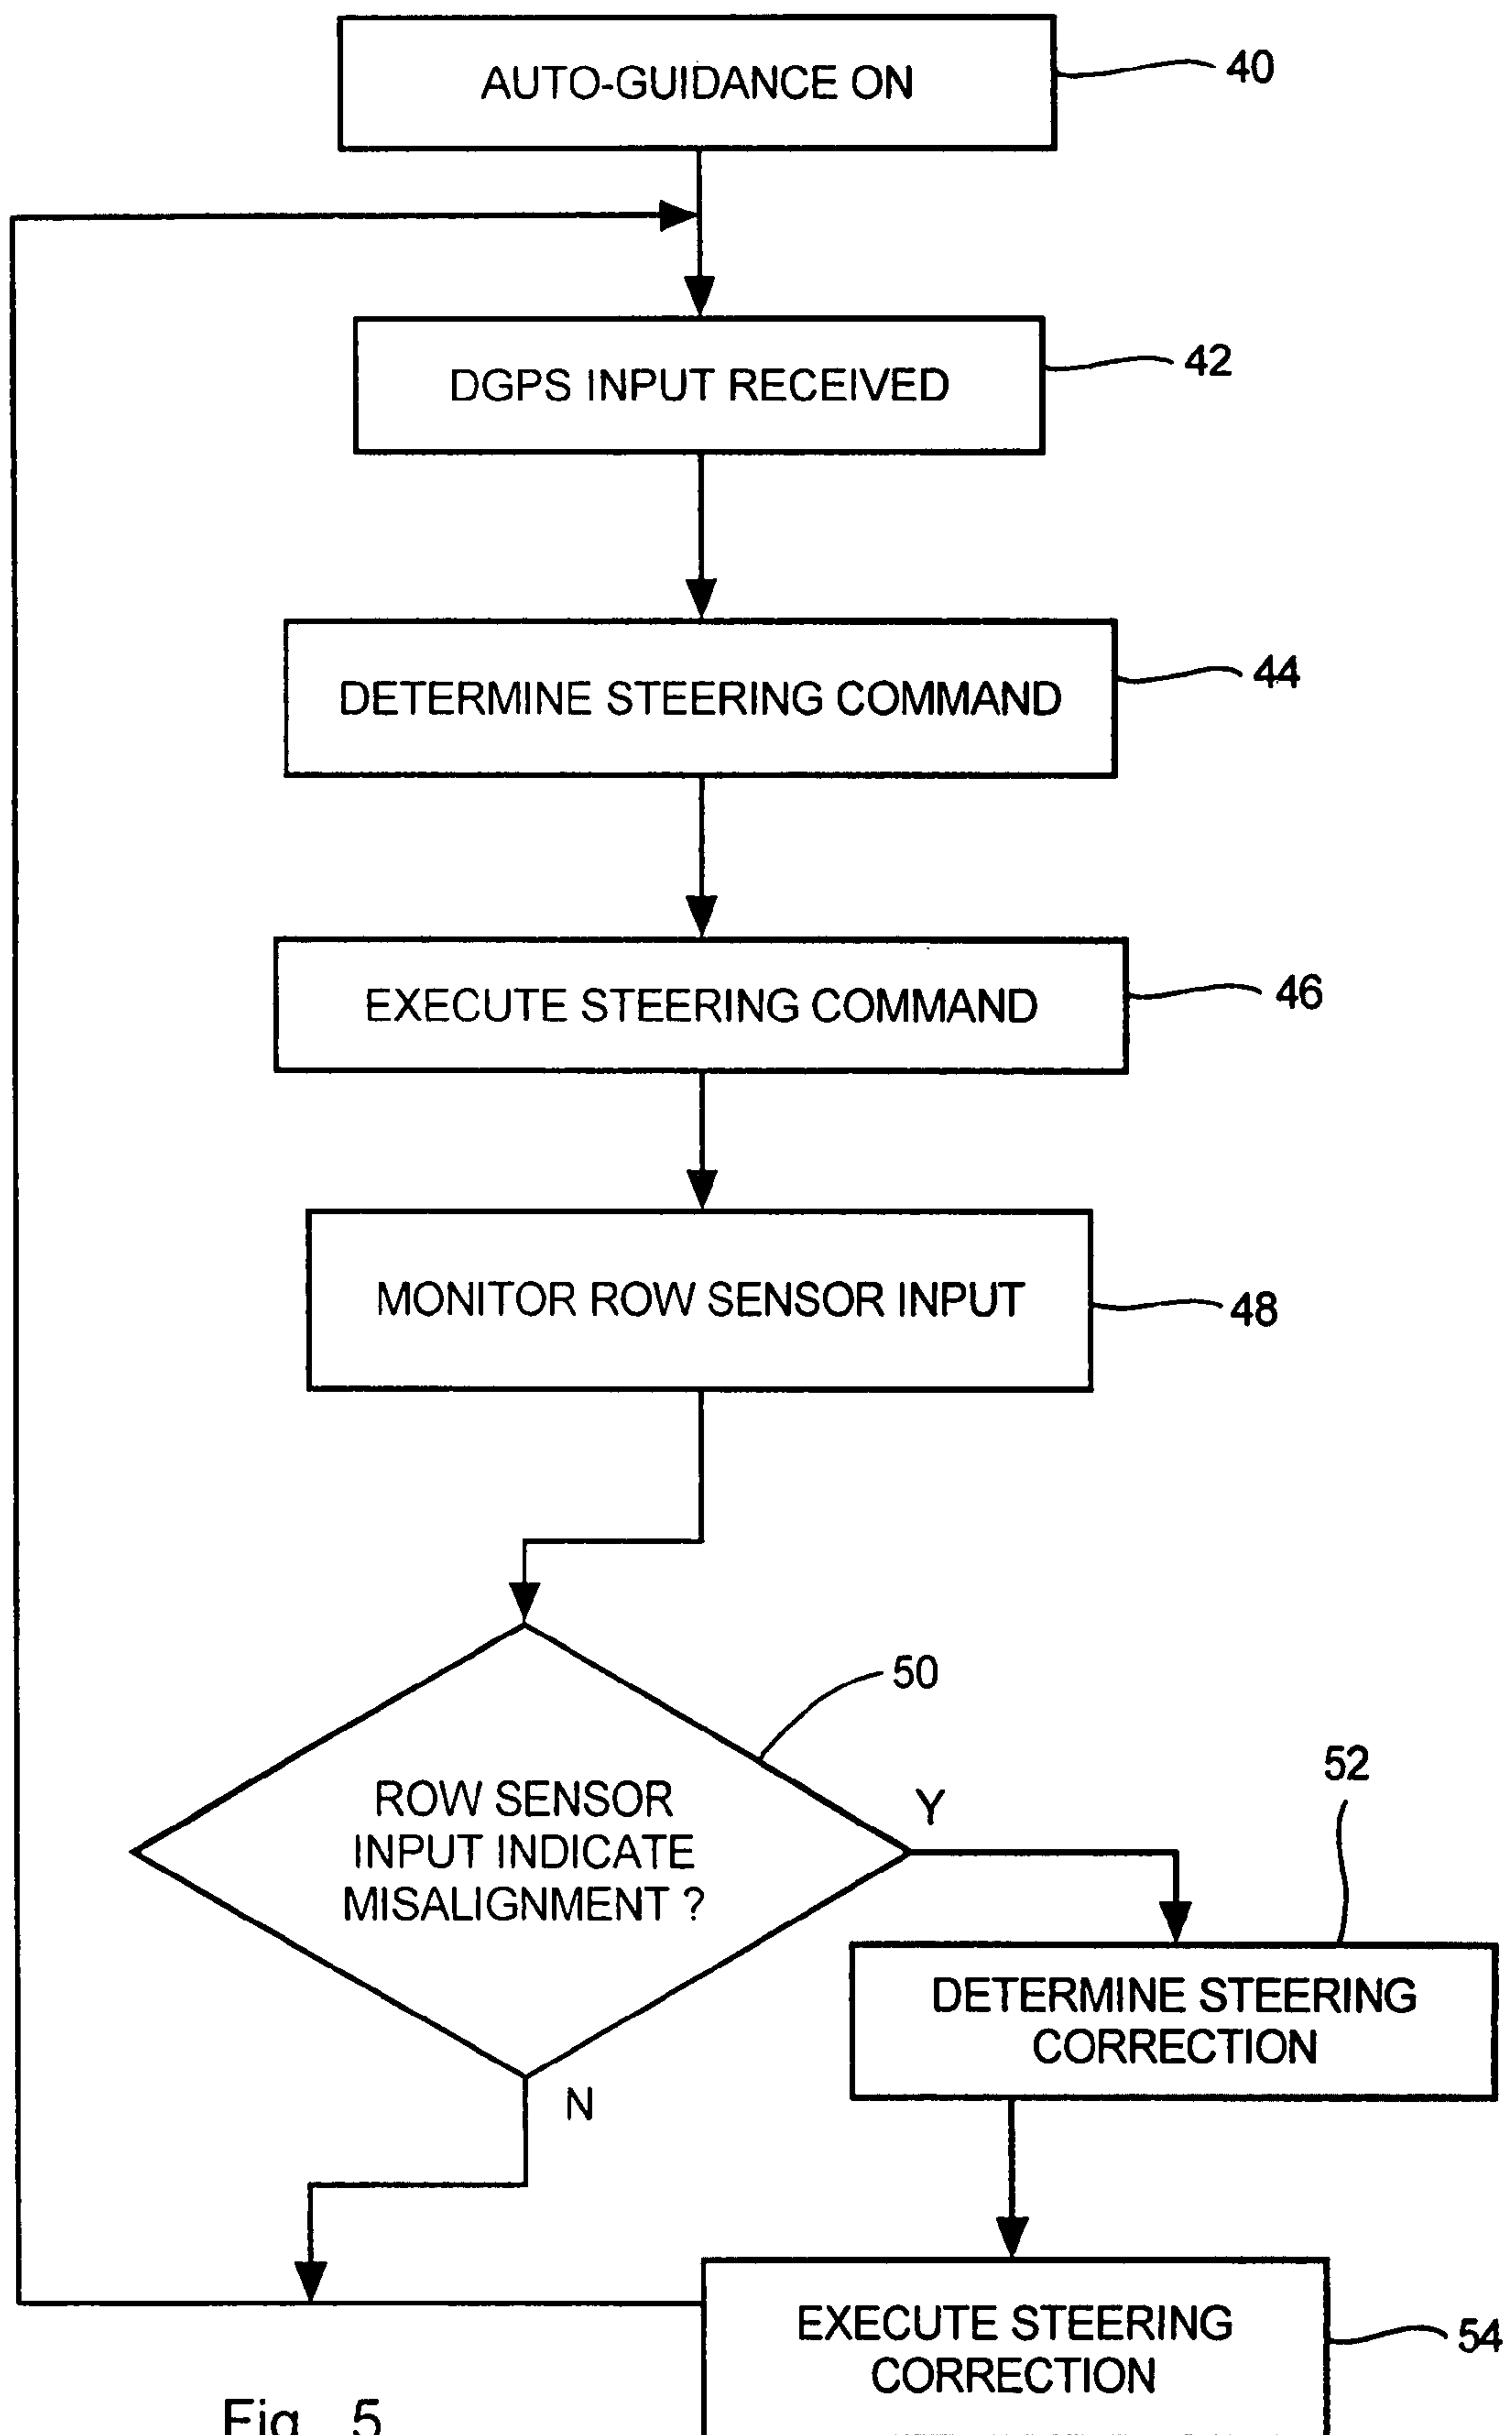 AUTO-GUIDANCE ON
40
DGPS INPUT RECEIVED
42
DETERMINE STEERING COMMAND
44
EXECUTE STEERING COMMAND
46
MONITOR ROW SENSOR INPUT
48
50
ROW SENSOR
INPUT INDICATE
MISALIGNMENT ?
Y
N
52
DETERMINE STEERING
CORRECTION
EXECUTE STEERING
CORRECTION
54
Fig. 5